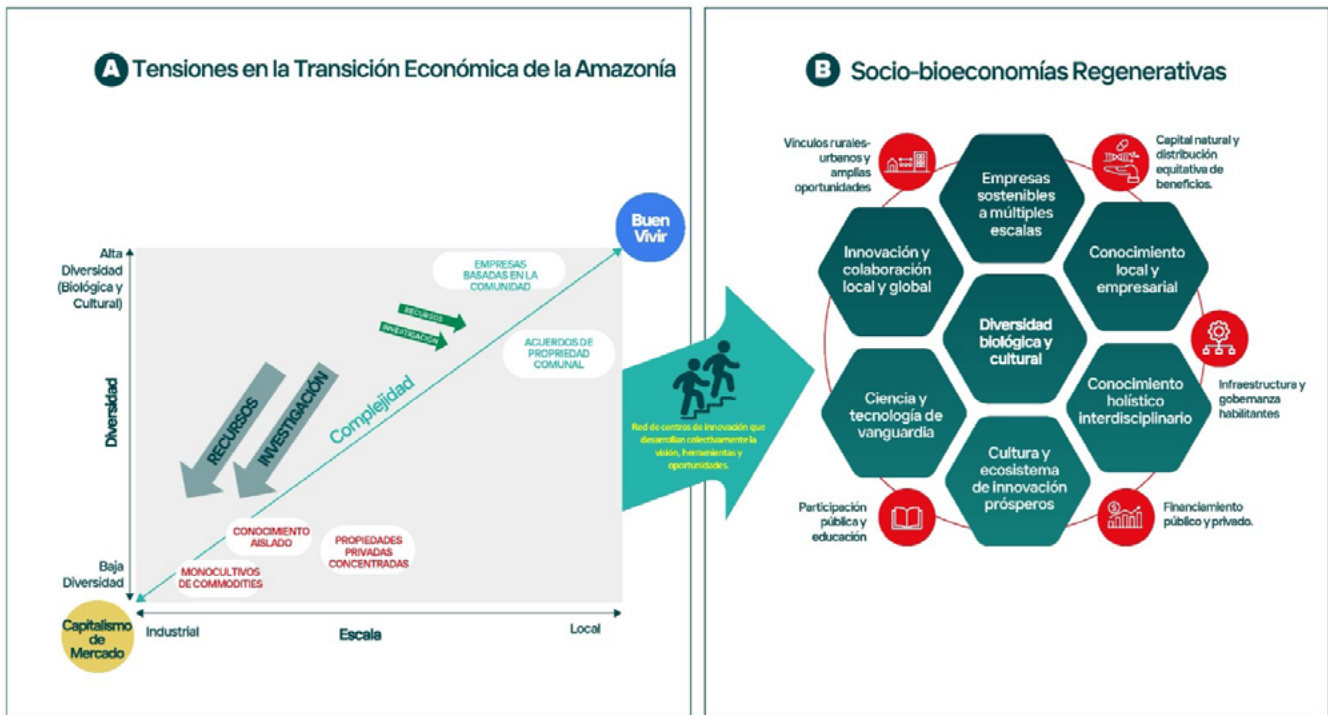 A Tensiones en la Transición Económica de la Amazonía
Buen
Vivir
Alta
Diversidad
(Biológica y
Cultural)
EMPRESAS
BASADAS EN LA
COMUNIDAD
RECURSOS
INVESTIGACIÓN
ACUERDOS DE
PROPIEDAD
COMUNAL
Diversidad
RECURSOS
INVESTIGACIÓN
Complejidad
CONOCIMIENTO
AISLADO
PROPIEDADES
PRIVADAS
CONCENTRADAS
MONOCULTIVOS
DE COMMODITIES
Baja
Diversidad
Capitalismo
de
Mercado
Industrial
Escala
Local
Red de centros de innovación que
desarrollan colectivamente la
visión, herramientas y
oportunidades.
B Socio-bioeconomías Regenerativas
Vínculos rurales-
urbanos y
amplias
oportunidades
Empresas
sostenibles
a múltiples
escalas
Capital natural y
distribución
equitativa de
beneficios.
Innovación y
colaboración
local y global
Conocimiento
local y
empresarial
Diversidad
biológica y
cultural
Infraestructura y
gobernanza
habilitantes
Ciencia y
tecnología de
vanguardia
Conocimiento
holístico
interdisciplinario
Cultura y
ecosistema
de innovación
prósperos
Participación
pública y
educación
Financiamiento
público y privado.